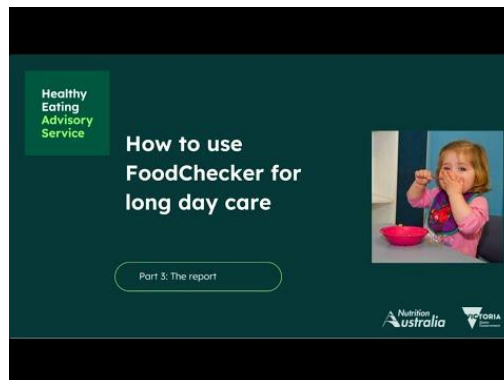 Healthy
Eating
Advisory
Service
How to use
FoodChecker for
long day care
Part 3: The report
Nutrition
Australia
VICTORIA